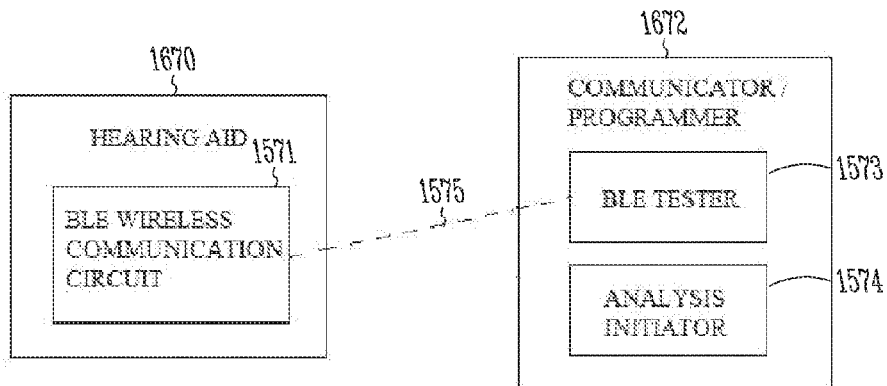 1670
HEARING AID
1571
BLE WIRELESS
COMMUNICATION
CIRCUIT
1575
1672
COMMUNICATOR /
PROGRAMMER
BLE TESTER
1573
ANALYSIS
INITIATOR
1574